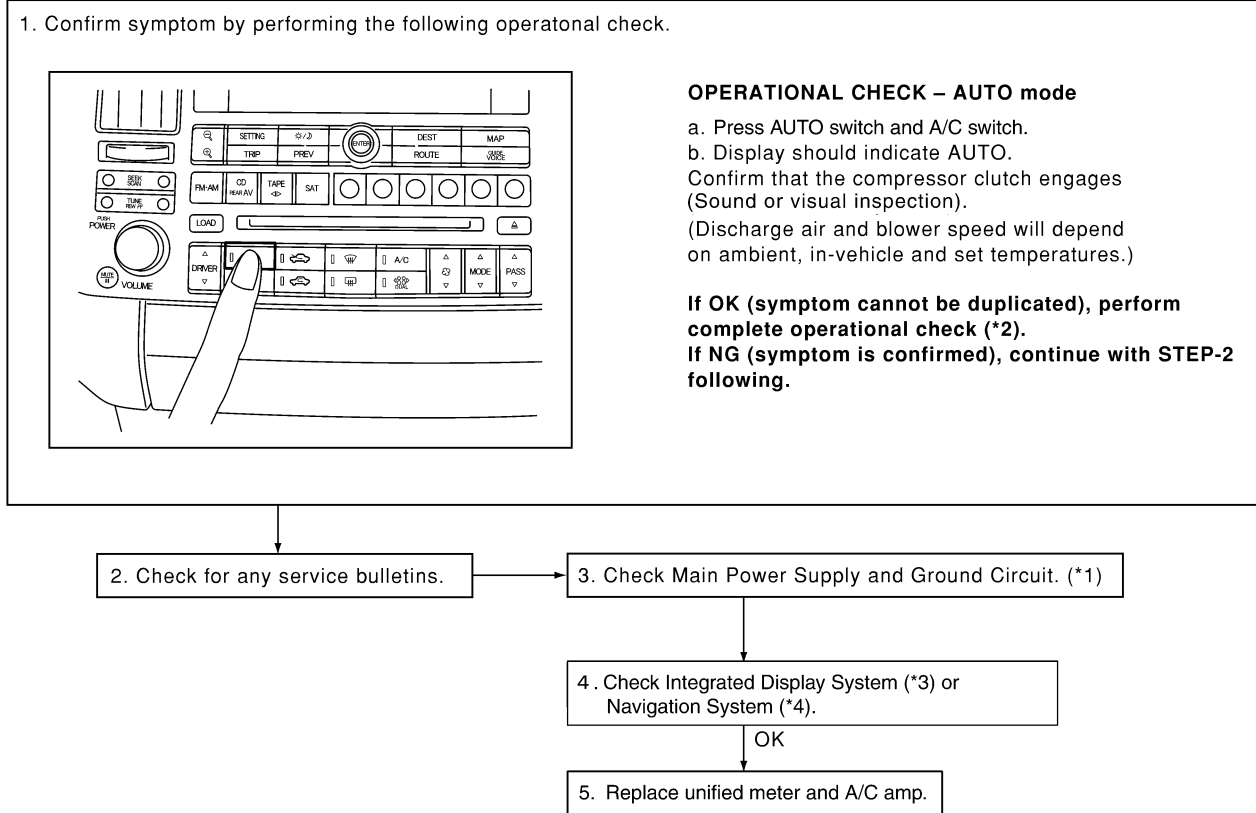 1. Confirm symptom by performing the following operatonal check.
OPERATIONAL CHECK – AUTO mode
a. Press AUTO switch and A/C switch.
b. Display should indicate AUTO.
Confirm that the compressor clutch engages
(Sound or visual inspection).
(Discharge air and blower speed will depend
on ambient, in-vehicle and set temperatures.)
If OK (symptom cannot be duplicated), perform
complete operational check (*2).
If NG (symptom is confirmed), continue with STEP-2
following.
SETTING
ENTER
DEST
MAP
TRIP
PREV
ROUTE
GUIDE
VOICE
SEEK
SCAN
TUNE
REW FF
FM·AM
CD
REAR AV
TAPE
SAT
PUSH
POWER
LOAD
MUTE
VOLUME
DRIVER
A/C
DUAL
MODE
PASS
2. Check for any service bulletins.
3. Check Main Power Supply and Ground Circuit. (*1)
4. Check Integrated Display System (*3) or
Navigation System (*4).
OK
5. Replace unified meter and A/C amp.